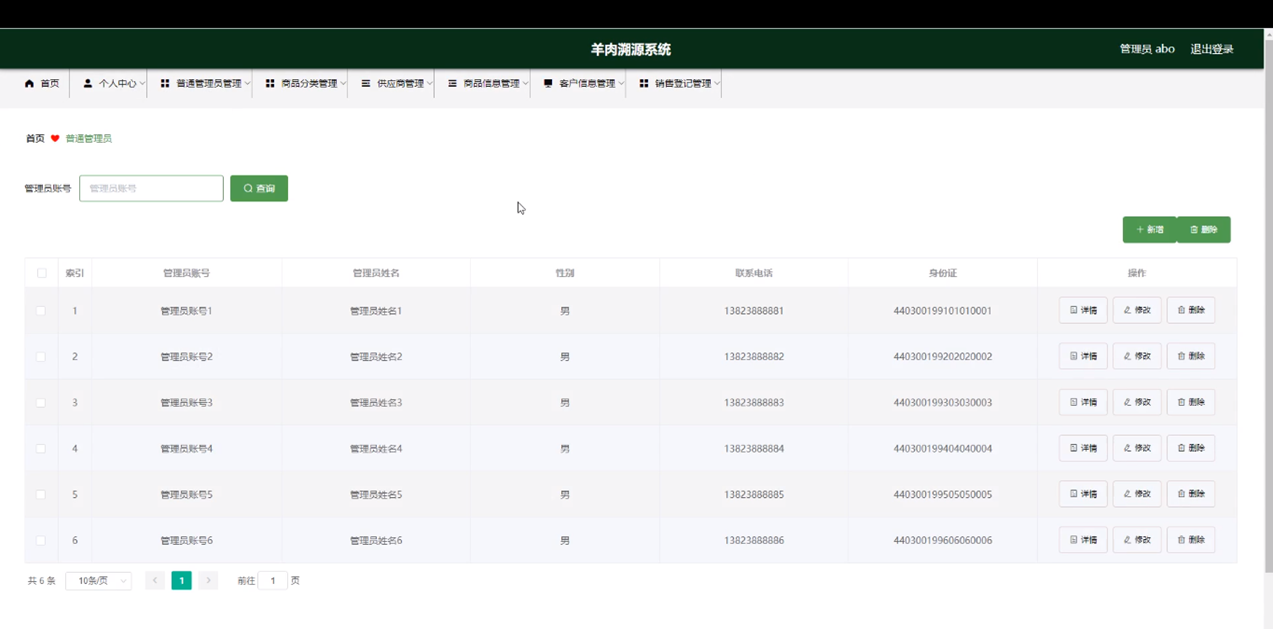 羊肉溯源系统
管理员 abo 退出登录
首页 个人中心 普通管理员管理 商品分类管理 供应商管理 商品信息管理 客户信息管理 销售登记管理
首页 普通管理员
管理员账号 管理员账号 查询
+ 新增 删除
索引 管理员账号 管理员姓名 性别 联系电话 身份证 操作
1 管理员账号1 管理员姓名1 男 13823888881 440300199101010001 详情 修改 删除
2 管理员账号2 管理员姓名2 男 13823888882 440300199202020002 详情 修改 删除
3 管理员账号3 管理员姓名3 男 13823888883 440300199303030003 详情 修改 删除
4 管理员账号4 管理员姓名4 男 13823888884 440300199404040004 详情 修改 删除
5 管理员账号5 管理员姓名5 男 13823888885 440300199505050005 详情 修改 删除
6 管理员账号6 管理员姓名6 男 13823888886 440300199606060006 详情 修改 删除
共 6 条 10条/页 < 1 > 前往 1 页